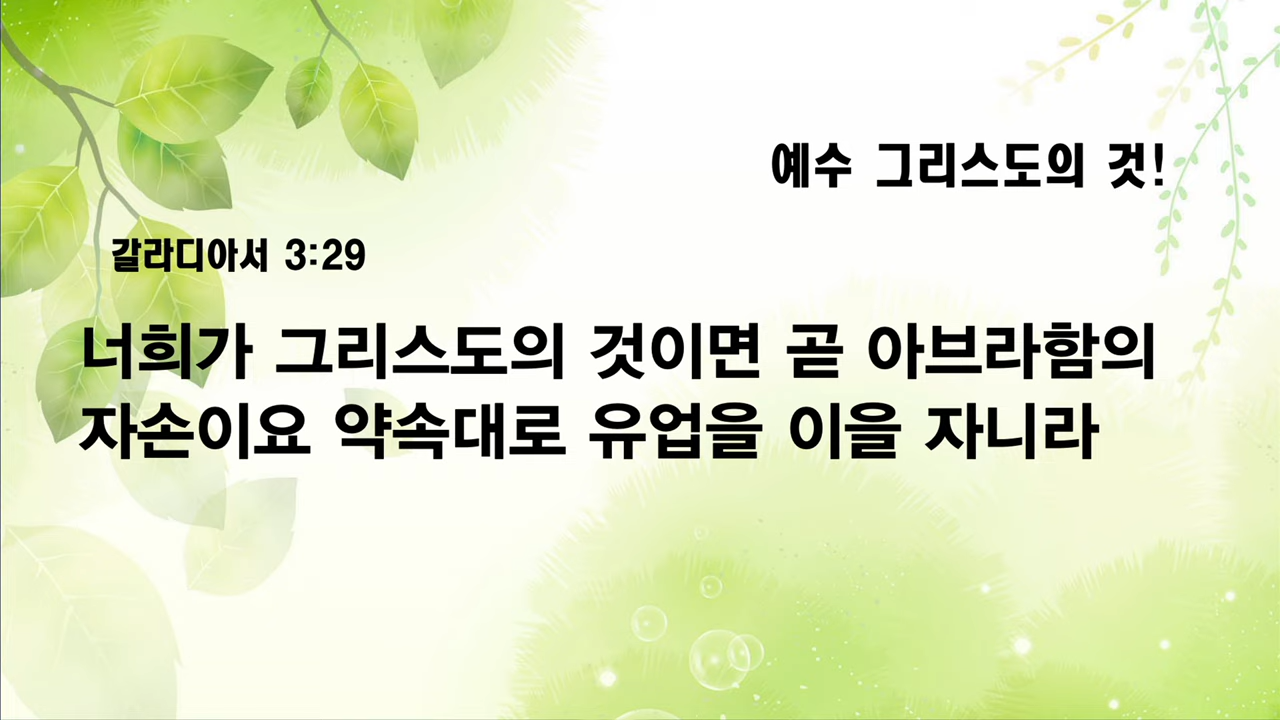 예수 그리스도의 것!
갈라디아서 3:29
너희가 그리스도의 것이면 곧 아브라함의
자손이요 약속대로 유업을 이을 자니라